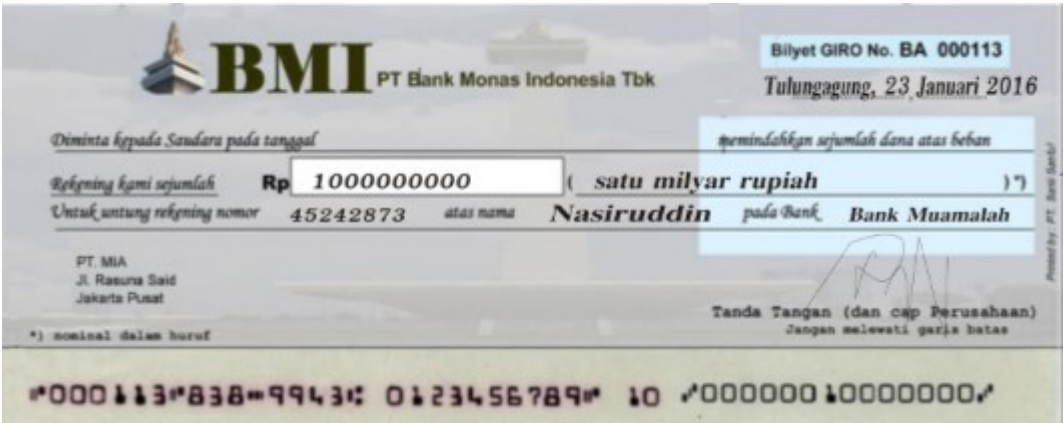 BMI PT Bank Monas Indonesia Tbk
Bilyet GIRO No. BA 000113
Tulungagung, 23 Januari 2016
Diminta kepada Saudara pada tanggal memindahkan sejumlah dana atas beban
Rekening kami sejumlah Rp 1000000000 ( satu milyar rupiah ) *)
Untuk untung rekening nomor 45242873 atas nama Nasiruddin pada Bank Bank Muamalah
PT. MIA
Jl. Rasuna Said
Jakarta Pusat
Tanda Tangan (dan cap Perusahaan)
Jangan melewati garis batas
*) nominal dalam huruf
⑈000113⑈838⑉9943⑆ 0123456789⑈ 10 ⑇00000010000000⑇